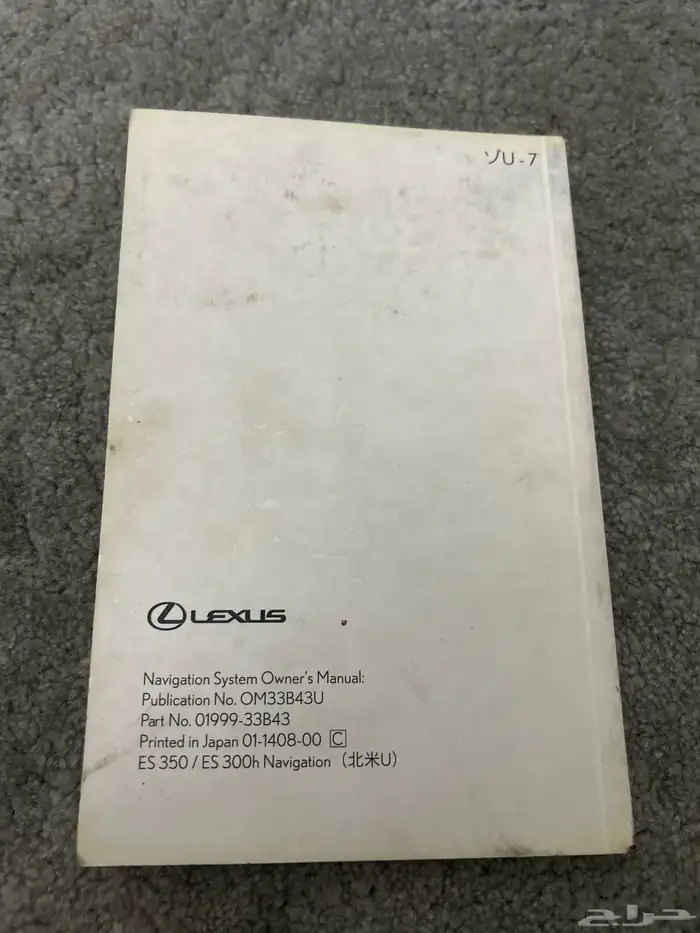 ゾU-7
LEXUS
Navigation System Owner's Manual:
Publication No. OM33B43U
Part No. 01999-33B43
Printed in Japan 01-1408-00 C
ES 350 / ES 300h Navigation（北米U）
حراج